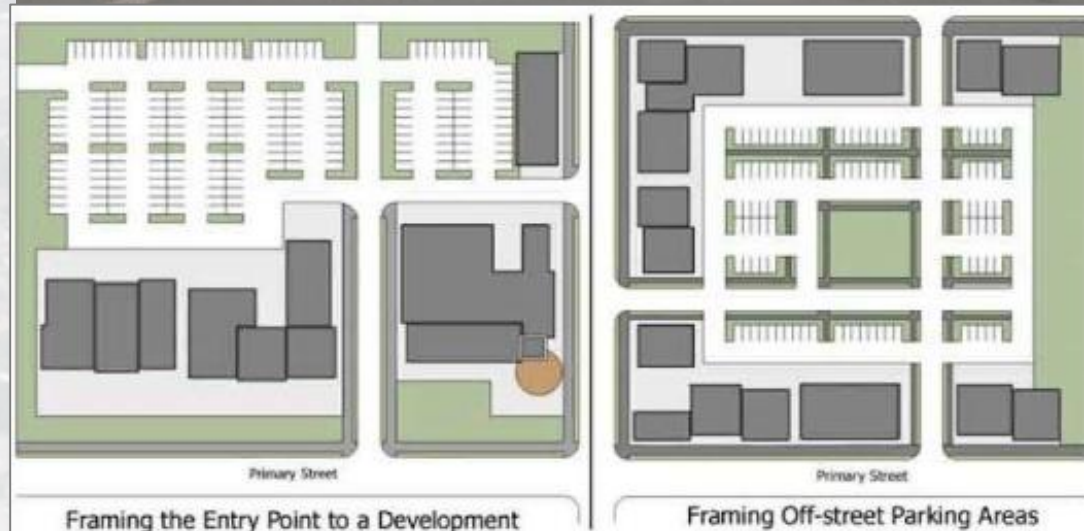 Primary Street
Framing the Entry Point to a Development
Primary Street
Framing Off-street Parking Areas